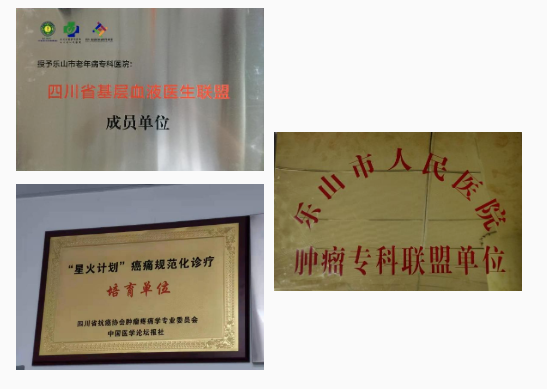 授予乐山市老年病专科医院:
四川省基层血液医生联盟
成员单位
“星火计划”癌痛规范化诊疗
培育单位
四川省抗癌协会肿瘤疼痛学专业委员会
中国医学论坛报社
乐山市人民医院
肿瘤专科联盟单位